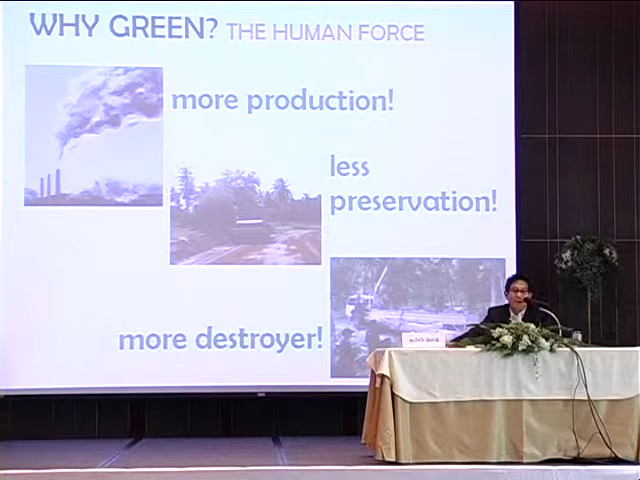 WHY GREEN? THE HUMAN FORCE
more production!
less
preservation!
more destroyer!